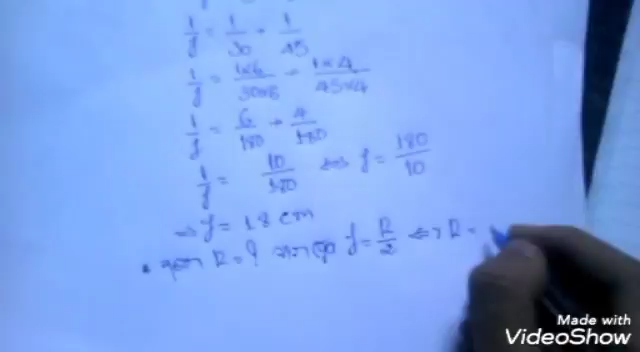 1/f = 1/30 + 1/45
1/f = 1×6/30×6 + 1×4/45×4
1/f = 6/180 + 4/180
1/f = 10/180 ⇔ f = 180/10
⇒ f = 18 cm
R = ? f = R/2 ⇔ R =
Made with
VideoShow